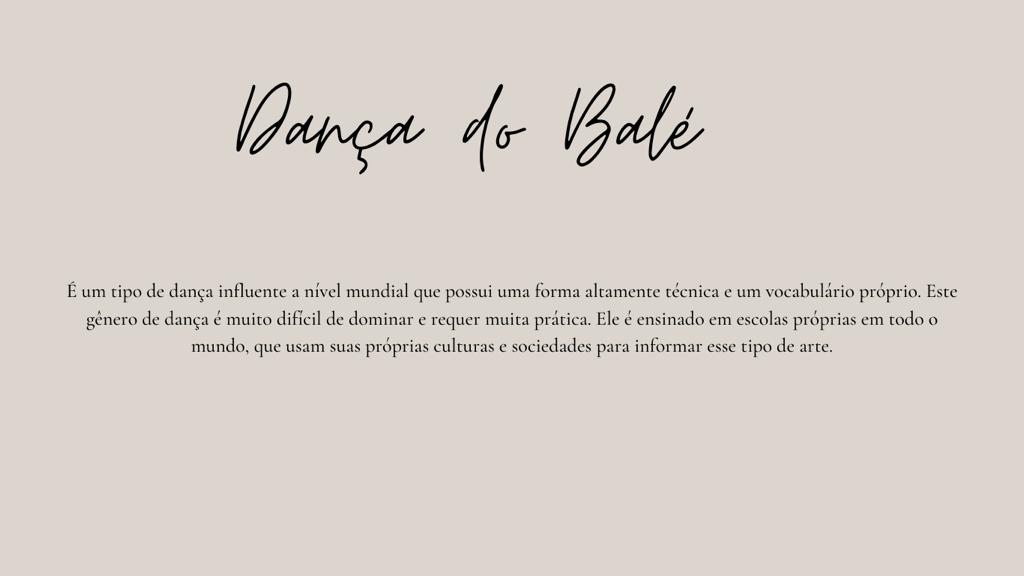 Dança do Balé
É um tipo de dança influente a nível mundial que possui uma forma altamente técnica e um vocabulário próprio. Este
gênero de dança é muito difícil de dominar e requer muita prática. Ele é ensinado em escolas próprias em todo o
mundo, que usam suas próprias culturas e sociedades para informar esse tipo de arte.